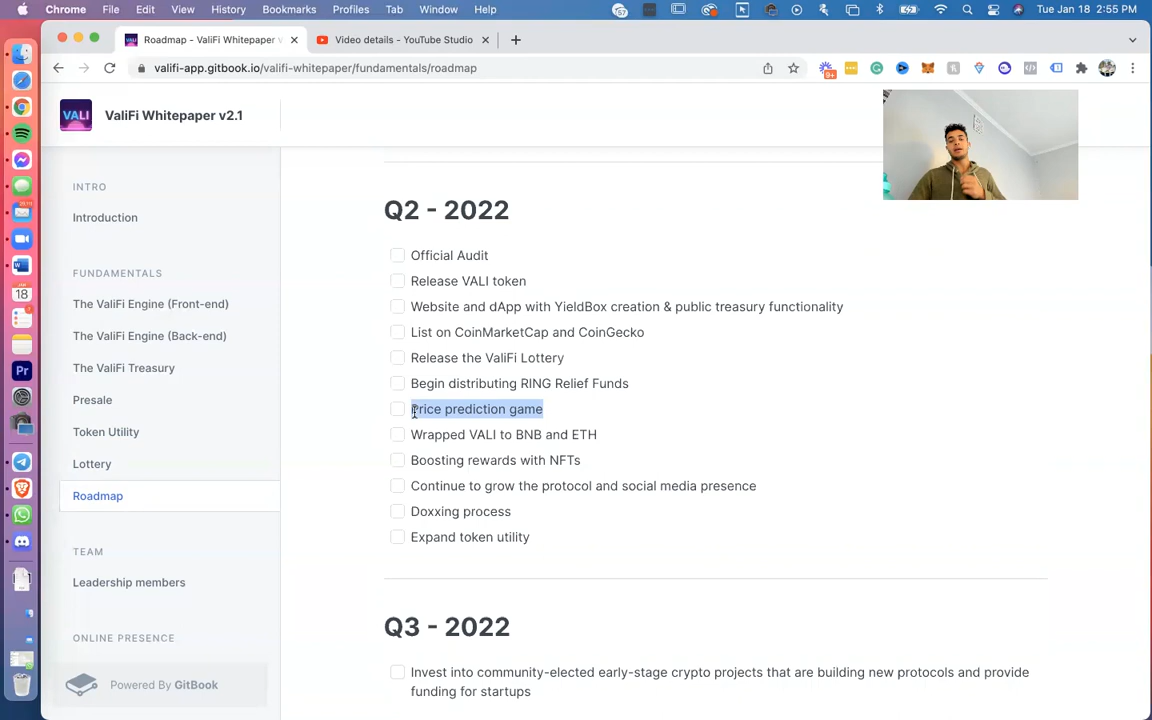 Chrome File Edit View History Bookmarks Profiles Tab Window Help
57
Tue Jan 18 2:55 PM
Roadmap - ValiFi Whitepaper v
Video details - YouTube Studio
valifi-app.gitbook.io/valifi-whitepaper/fundamentals/roadmap
9+
VALI
ValiFi Whitepaper v2.1
INTRO
Introduction
FUNDAMENTALS
The ValiFi Engine (Front-end)
The ValiFi Engine (Back-end)
The ValiFi Treasury
Presale
Token Utility
Lottery
Roadmap
TEAM
Leadership members
ONLINE PRESENCE
Powered By GitBook
Q2 - 2022
Official Audit
Release VALI token
Website and dApp with YieldBox creation & public treasury functionality
List on CoinMarketCap and CoinGecko
Release the ValiFi Lottery
Begin distributing RING Relief Funds
Price prediction game
Wrapped VALI to BNB and ETH
Boosting rewards with NFTs
Continue to grow the protocol and social media presence
Doxxing process
Expand token utility
Q3 - 2022
Invest into community-elected early-stage crypto projects that are building new protocols and provide
funding for startups
18
Pr